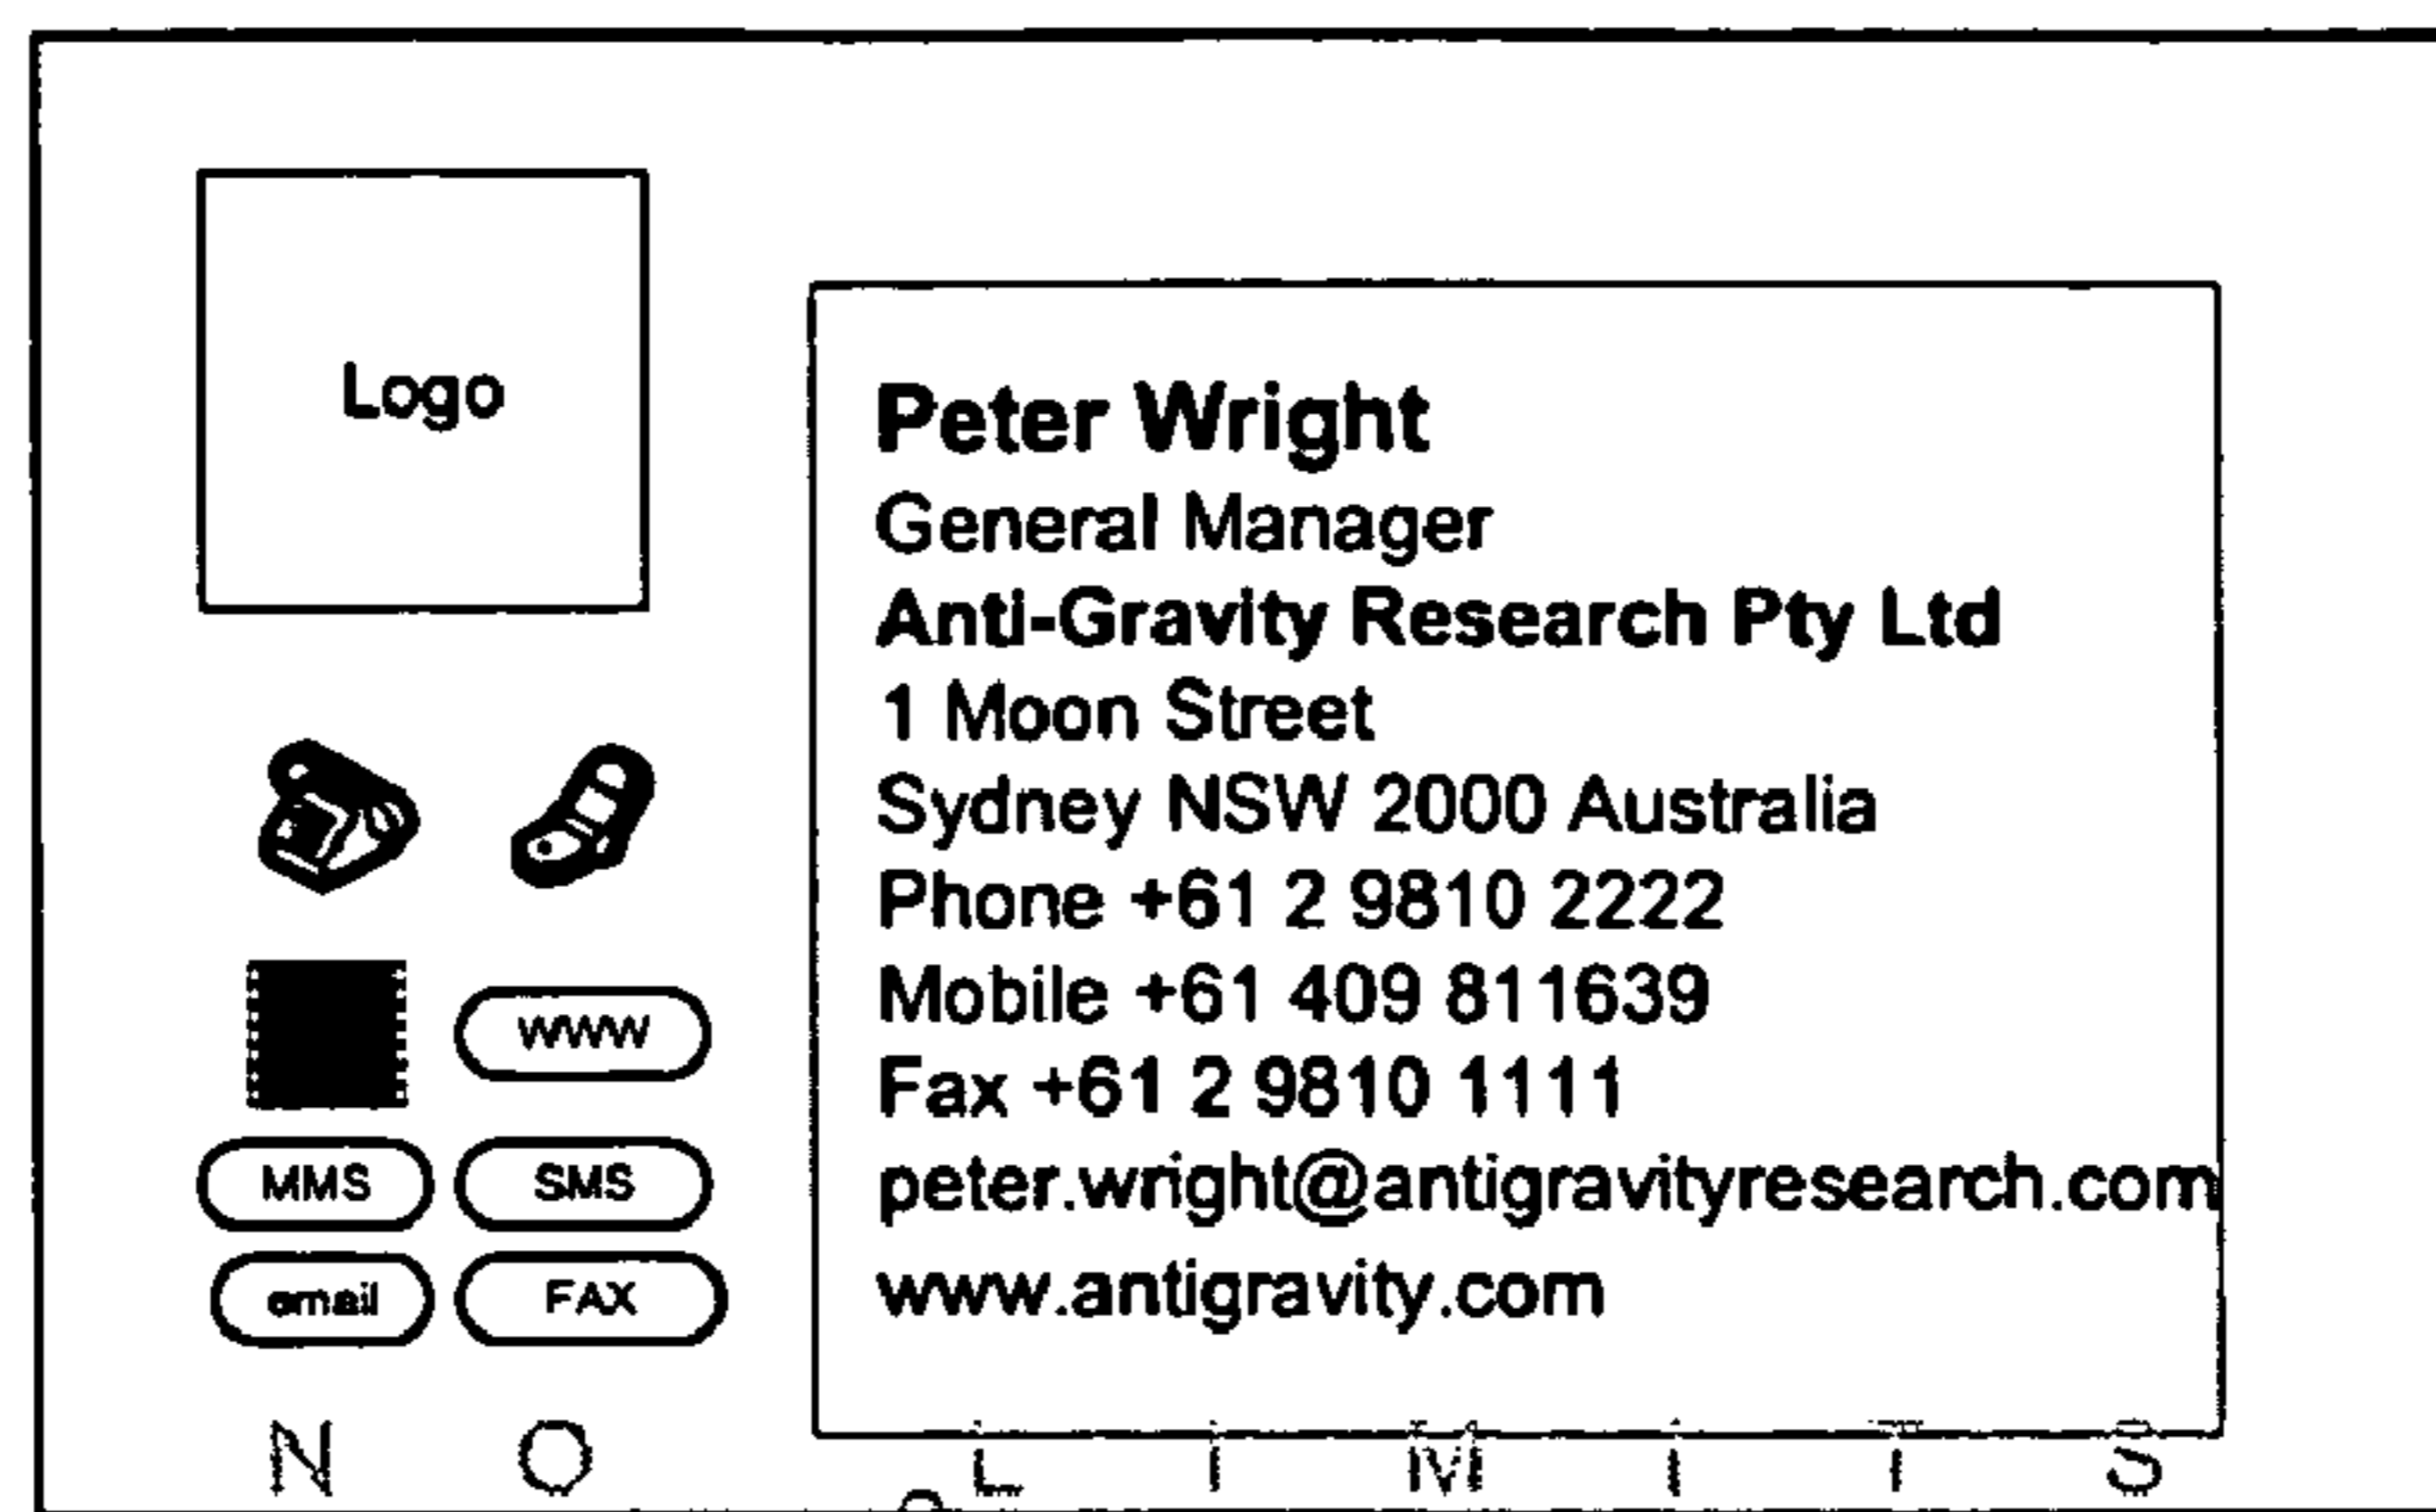 Logo
Peter Wright
General Manager
Anti-Gravity Research Pty Ltd
1 Moon Street
Sydney NSW 2000 Australia
Phone +61 2 9810 2222
Mobile +61 409 811639
Fax +61 2 9810 1111
peter.wright@antigravityresearch.com
www.antigravity.com
WWW
MMS SMS
email FAX
N O L I M I T S